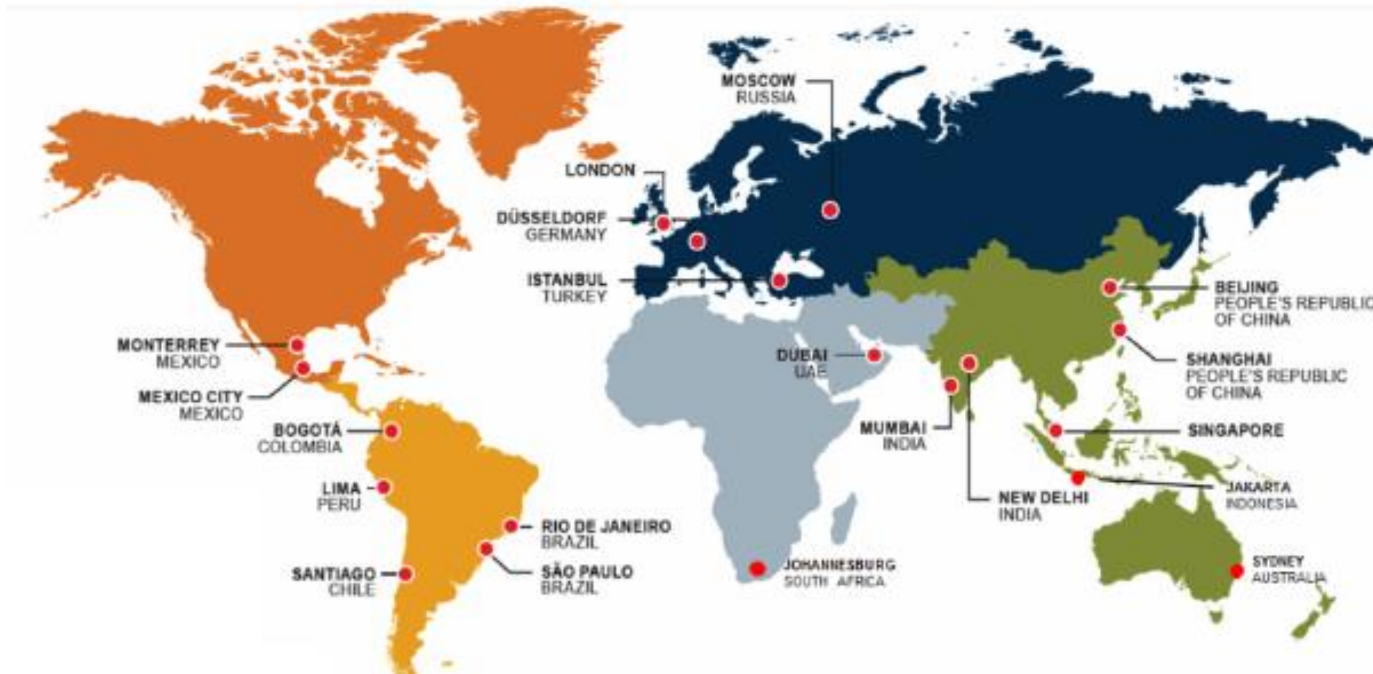 MOSCOW
RUSSIA
LONDON
DÜSSELDORF
GERMANY
ISTANBUL
TURKEY
BEIJING
PEOPLE'S REPUBLIC
OF CHINA
MONTERREY
MEXICO
DUBAI
UAE
SHANGHAI
PEOPLE'S REPUBLIC
OF CHINA
MEXICO CITY
MEXICO
BOGOTÁ
COLOMBIA
MUMBAI
INDIA
SINGAPORE
LIMA
PERU
NEW DELHI
INDIA
JAKARTA
INDONESIA
RIO DE JANEIRO
BRAZIL
SANTIAGO
CHILE
SÃO PAULO
BRAZIL
JOHANNESBURG
SOUTH AFRICA
SYDNEY
AUSTRALIA